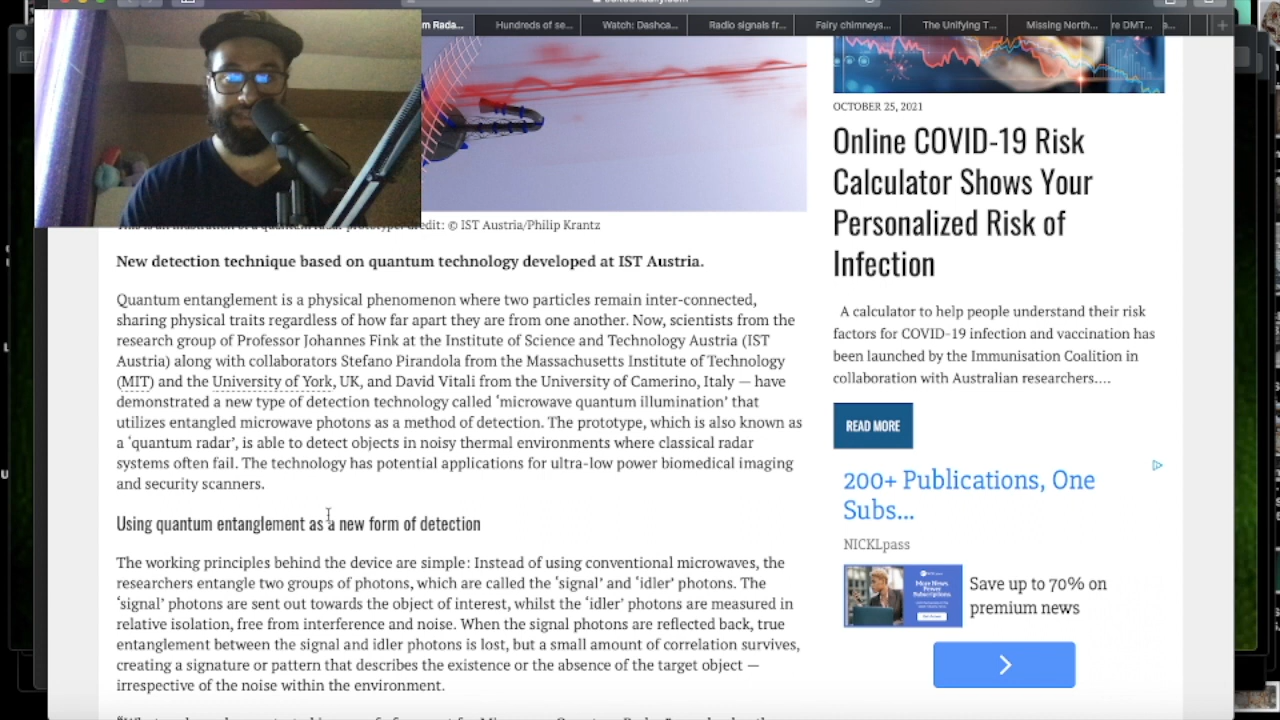 m Rada...
Hundreds of se...
Watch: Dashca...
Radio signals fr...
Fairy chimneys...
The Unifying T...
Missing North...
re DMT...
credit: © IST Austria/Philip Krantz
New detection technique based on quantum technology developed at IST Austria.
Quantum entanglement is a physical phenomenon where two particles remain inter-connected,
sharing physical traits regardless of how far apart they are from one another. Now, scientists from the
research group of Professor Johannes Fink at the Institute of Science and Technology Austria (IST
Austria) along with collaborators Stefano Pirandola from the Massachusetts Institute of Technology
(MIT) and the University of York, UK, and David Vitali from the University of Camerino, Italy — have
demonstrated a new type of detection technology called ‘microwave quantum illumination’ that
utilizes entangled microwave photons as a method of detection. The prototype, which is also known as
a ‘quantum radar’, is able to detect objects in noisy thermal environments where classical radar
systems often fail. The technology has potential applications for ultra-low power biomedical imaging
and security scanners.
Using quantum entanglement as a new form of detection
The working principles behind the device are simple: Instead of using conventional microwaves, the
researchers entangle two groups of photons, which are called the ‘signal’ and ‘idler’ photons. The
‘signal’ photons are sent out towards the object of interest, whilst the ‘idler’ photons are measured in
relative isolation, free from interference and noise. When the signal photons are reflected back, true
entanglement between the signal and idler photons is lost, but a small amount of correlation survives,
creating a signature or pattern that describes the existence or the absence of the target object —
irrespective of the noise within the environment.
OCTOBER 25, 2021
Online COVID-19 Risk
Calculator Shows Your
Personalized Risk of
Infection
A calculator to help people understand their risk
factors for COVID-19 infection and vaccination has
been launched by the Immunisation Coalition in
collaboration with Australian researchers....
READ MORE
200+ Publications, One
Subs...
NICKLpass
Save up to 70% on
premium news